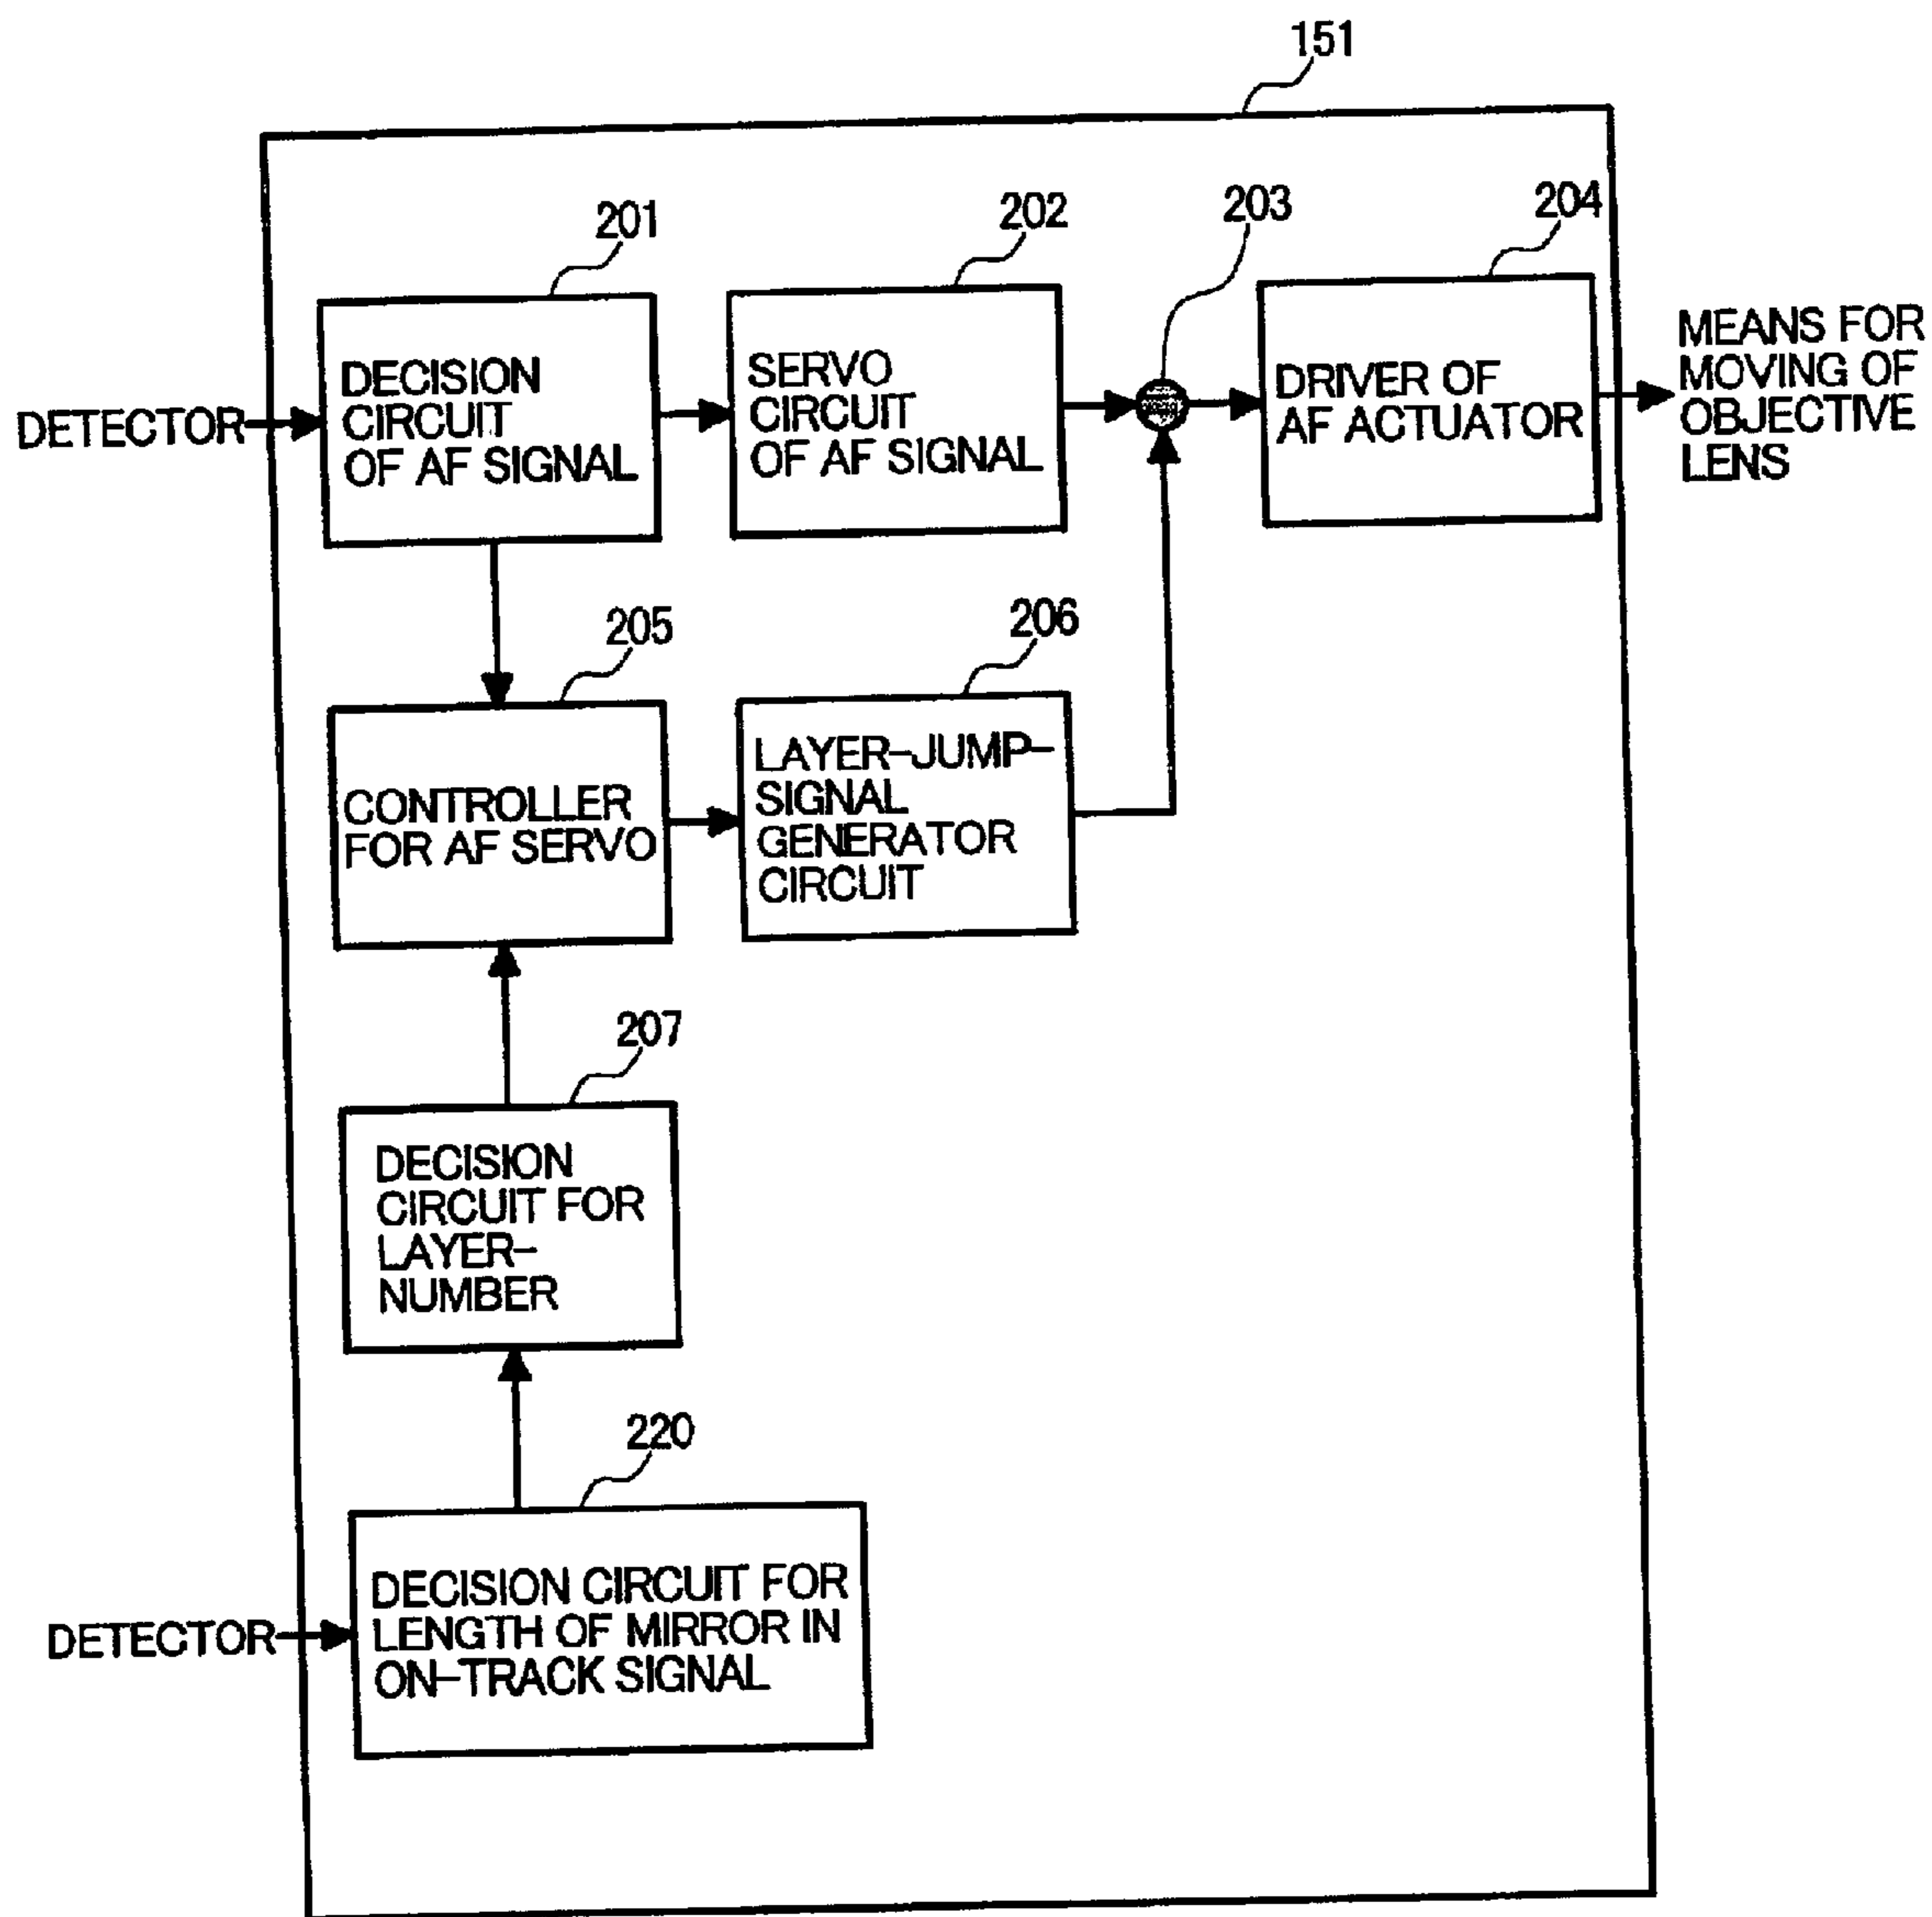 151
201
202
203
204
DETECTOR
DECISION
CIRCUIT
OF AF SIGNAL
SERVO
CIRCUIT
OF AF SIGNAL
DRIVER OF
AF ACTUATOR
MEANS FOR
MOVING OF
OBJECTIVE
LENS
205
206
CONTROLLER
FOR AF SERVO
LAYER-JUMP-
SIGNAL
GENERATOR
CIRCUIT
207
DECISION
CIRCUIT FOR
LAYER-
NUMBER
220
DETECTOR
DECISION CIRCUIT FOR
LENGTH OF MIRROR IN
ON-TRACK SIGNAL